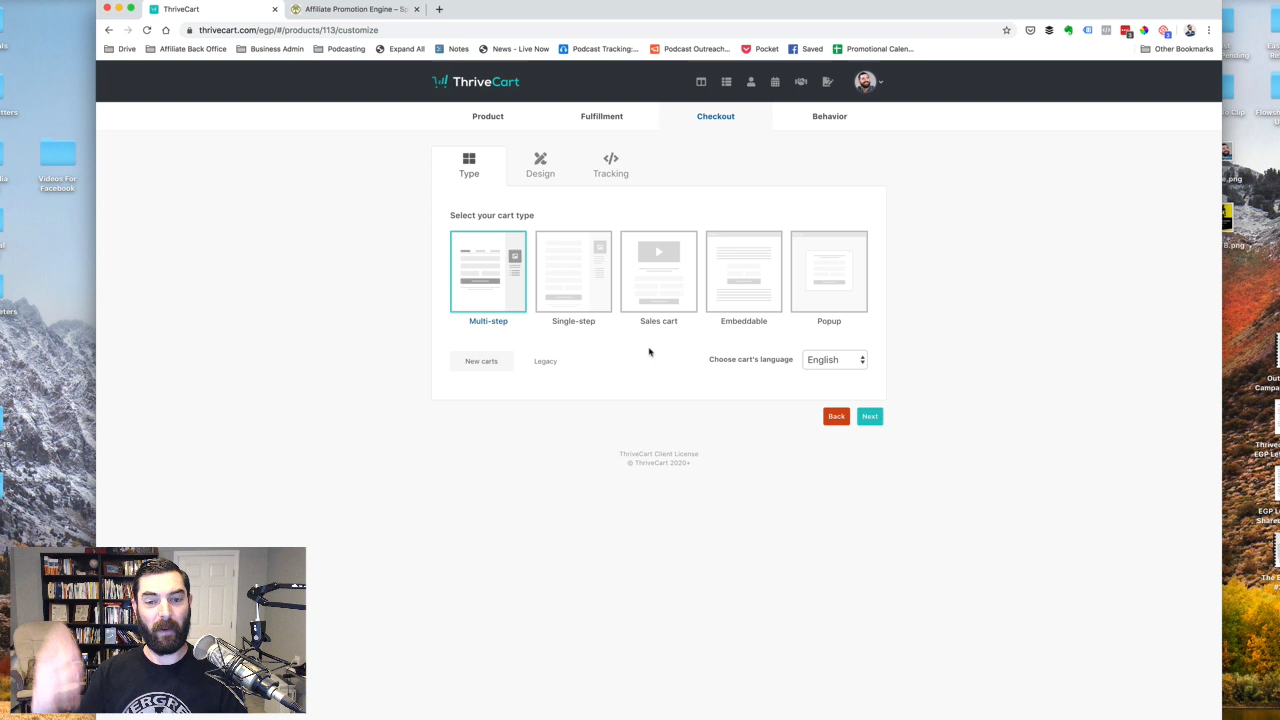 ThriveCart
Affiliate Promotion Engine – Sp
thrivecart.com/egp/#/products/113/customize
Drive
Affiliate Back Office
Business Admin
Podcasting
Expand All
Notes
News - Live Now
Podcast Tracking:...
Podcast Outreach...
Pocket
Saved
Promotional Calen...
Other Bookmarks
ThriveCart
Product
Fulfillment
Checkout
Behavior
Type
Design
Tracking
Select your cart type
Multi-step
Single-step
Sales cart
Embeddable
Popup
New carts
Legacy
Choose cart's language
English
Back
Next
ThriveCart Client License
© ThriveCart 2020+
Videos For
Facebook